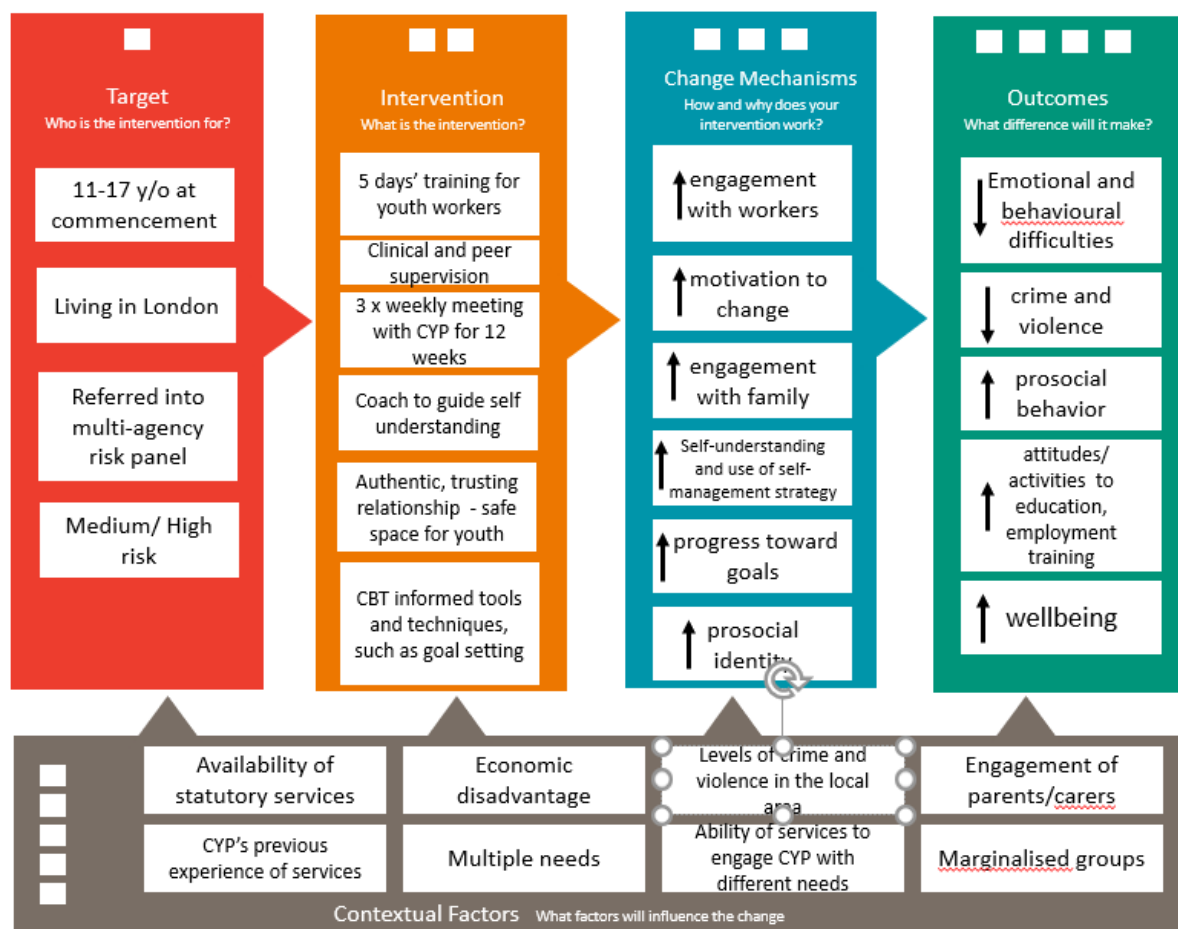 Target
Who is the intervention for?
11-17 y/o at
commencement
Living in London
Referred into
multi-agency
risk panel
Medium/ High
risk
Intervention
What is the intervention?
5 days' training for
youth workers
Clinical and peer
supervision
3 x weekly meeting
with CYP for 12
weeks
Coach to guide self
understanding
Authentic, trusting
relationship - safe
space for youth
CBT informed tools
and techniques,
such as goal setting
Change Mechanisms
How and why does your
intervention work?
engagement
with workers
motivation to
change
engagement
with family
Self-understanding
and use of self-
management strategy
progress toward
goals
prosocial
identity
Outcomes
What difference will it make?
Emotional and
behavioural
difficulties
crime and
violence
prosocial
behavior
attitudes/
activities to
education,
employment
training
wellbeing
Availability of
statutory services
Economic
disadvantage
Levels of crime and
violence in the local
area
Engagement of
parents/carers
CYP's previous
experience of services
Multiple needs
Ability of services to
engage CYP with
different needs
Marginalised groups
Contextual Factors What factors will influence the change